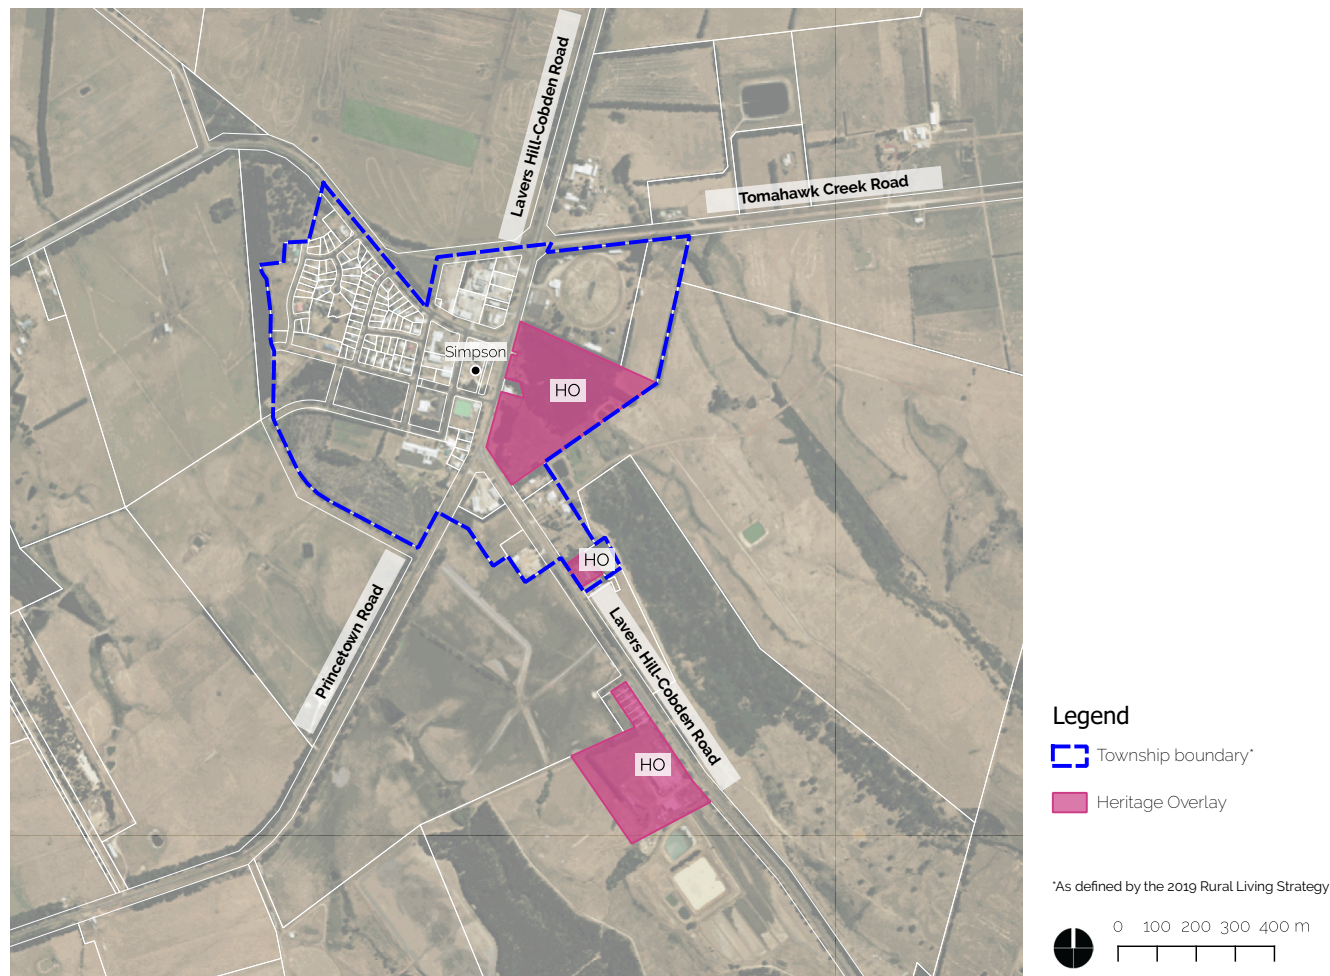 Lavers Hill-Cobden Road
Tomahawk Creek Road
Simpson
HO
HO
Princetown Road
Lavers Hill-Cobden Road
HO
Legend
Township boundary*
Heritage Overlay
*As defined by the 2019 Rural Living Strategy
0 100 200 300 400 m